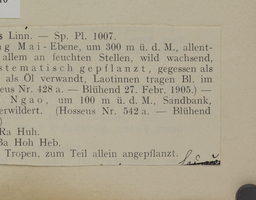 s Linn. — Sp. Pl. 1007.
ng Mai-Ebene, um 300 m ü. d. M., allent-
allem an feuchten Stellen, wild wachsend,
stematisch gepflanzt, gegessen als
als Öl verwandt, Laotinnen tragen Bl. im
seus Nr. 428 a. — Blühend 27. Febr. 1905.) —
Ngao, um 100 m ü. d. M., Sandbank,
erwildert. (Hosseus Nr. 542 a. — Blühend
)
Ra Huh.
Ba Hoh Heb.
Tropen, zum Teil allein angepflanzt.